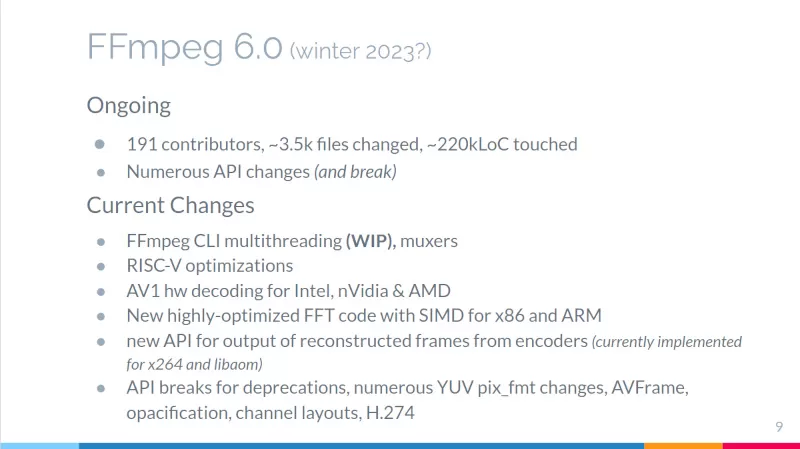 FFmpeg 6.0 (winter 2023?)
Ongoing
● 191 contributors, ~3.5k files changed, ~220kLoC touched
● Numerous API changes (and break)
Current Changes
● FFmpeg CLI multithreading (WIP), muxers
● RISC-V optimizations
● AV1 hw decoding for Intel, nVidia & AMD
● New highly-optimized FFT code with SIMD for x86 and ARM
● new API for output of reconstructed frames from encoders (currently implemented
for x264 and libaom)
● API breaks for deprecations, numerous YUV pix_fmt changes, AVFrame,
opacification, channel layouts, H.274
9